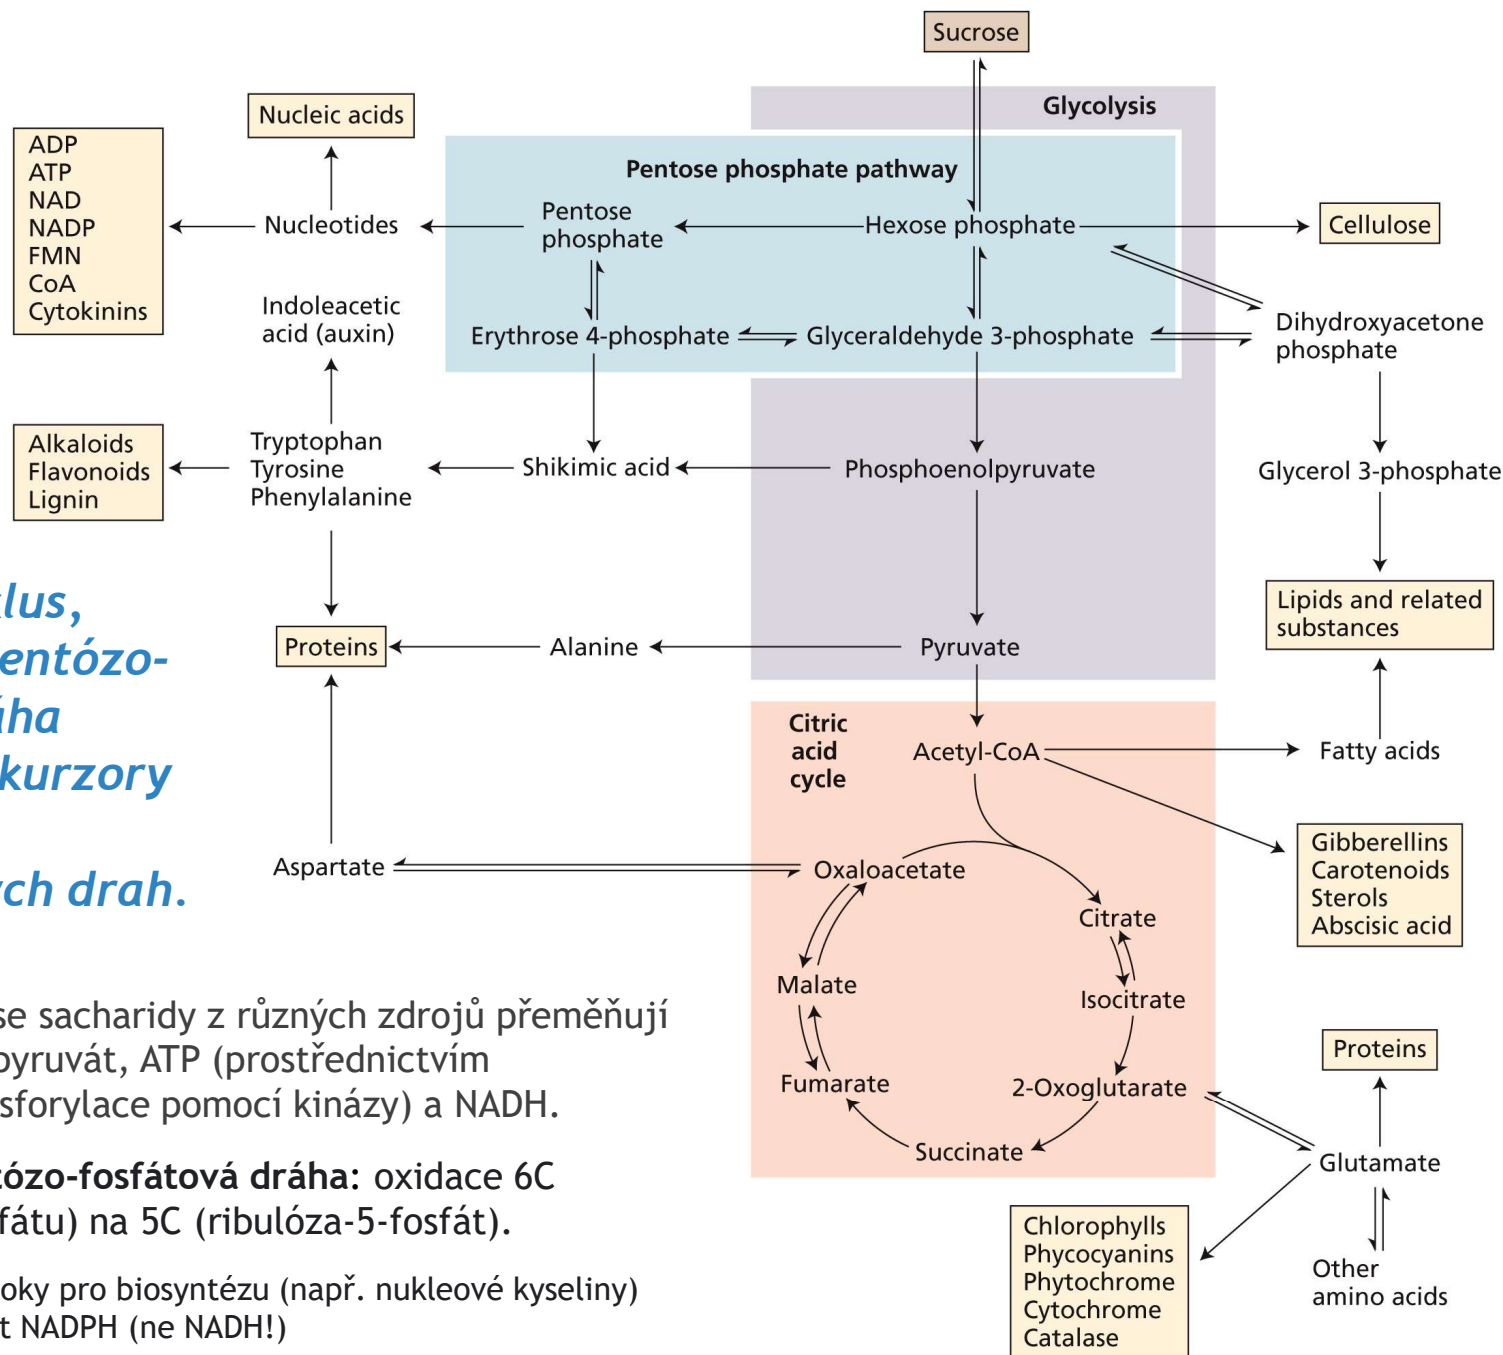 Sucrose
Glycolysis
Nucleic acids
ADP
ATP
NAD
NADP
FMN
CoA
Cytokinins
Pentose phosphate pathway
Nucleotides
Pentose
phosphate
Hexose phosphate
Cellulose
Indoleacetic
acid (auxin)
Erythrose 4-phosphate
Glyceraldehyde 3-phosphate
Dihydroxyacetone
phosphate
Alkaloids
Flavonoids
Lignin
Tryptophan
Tyrosine
Phenylalanine
Shikimic acid
Phosphoenolpyruvate
Glycerol 3-phosphate
Lipids and related
substances
Proteins
Alanine
Pyruvate
Citric
acid
cycle
Acetyl-CoA
Fatty acids
Gibberellins
Carotenoids
Sterols
Abscisic acid
Aspartate
Oxaloacetate
Citrate
Malate
Isocitrate
Fumarate
2-Oxoglutarate
Succinate
Proteins
Glutamate
Chlorophylls
Phycocyanins
Phytochrome
Cytochrome
Catalase
Other
amino acids
klus,
entózo-
áha
kurzory
ých drah.
se sacharidy z různých zdrojů přeměňují
pyruvát, ATP (prostřednictvím
sforylace pomocí kinázy) a NADH.
tózo-fosfátová dráha: oxidace 6C
fátu) na 5C (ribulóza-5-fosfát).
oky pro biosyntézu (např. nukleové kyseliny)
t NADPH (ne NADH!)